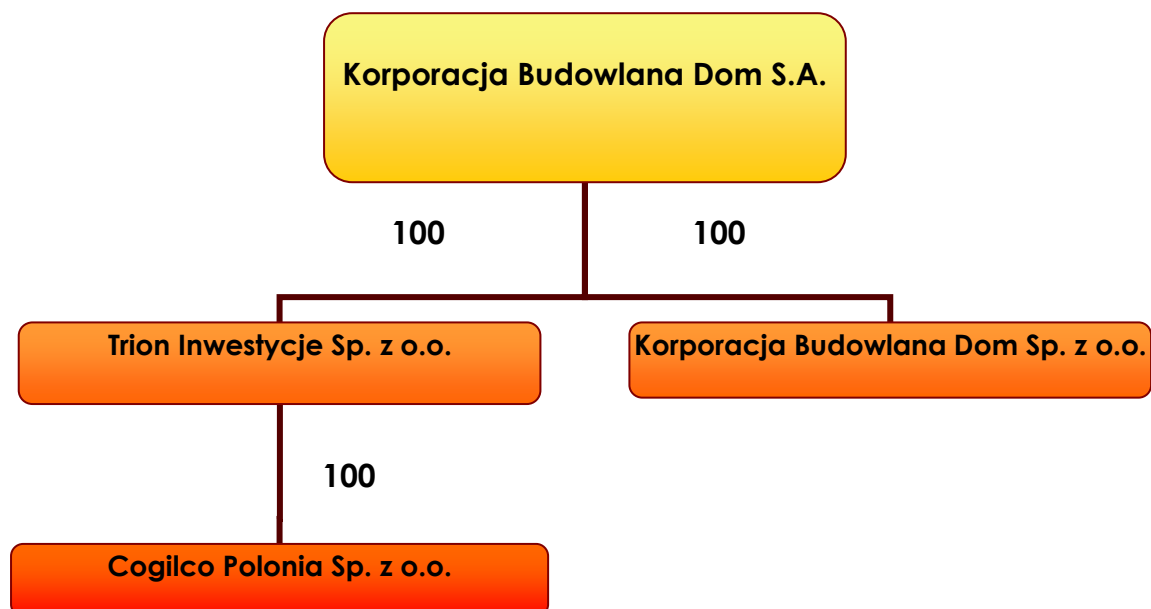 Korporacja Budowlana Dom S.A.
100
100
Trion Inwestycje Sp. z o.o.
Korporacja Budowlana Dom Sp. z o.o.
100
Cogilco Polonia Sp. z o.o.